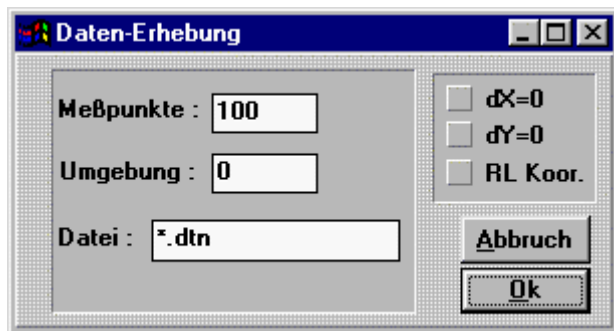 Daten-Erhebung
Meßpunkte : 100
Umgebung : 0
Datei : *.dtn
dX=0
dY=0
RL Koor.
Abbruch
Ok